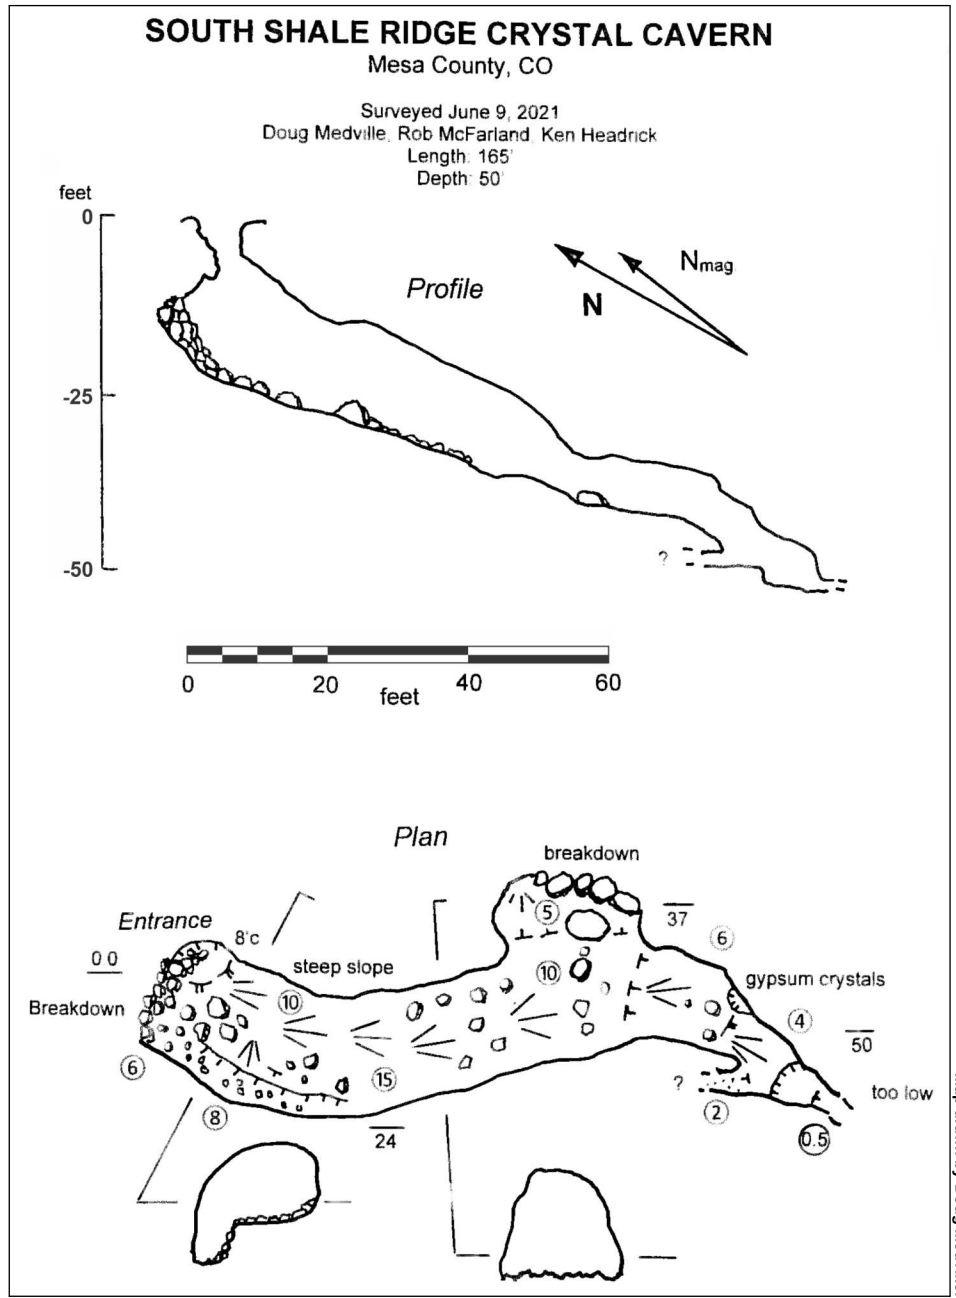 SOUTH SHALE RIDGE CRYSTAL CAVERN
Mesa County, CO
Surveyed June 9, 2021
Doug Medville, Rob McFarland, Ken Headrick
Length: 165'
Depth: 50'
feet
0
-25
-50
Profile
N
Nmag
?
0 20 40 60
feet
Plan
breakdown
Entrance
8'c
5
37
6
0 0
steep slope
10
gypsum crystals
Breakdown
10
4
50
6
15
?
too low
8
2
24
0.5